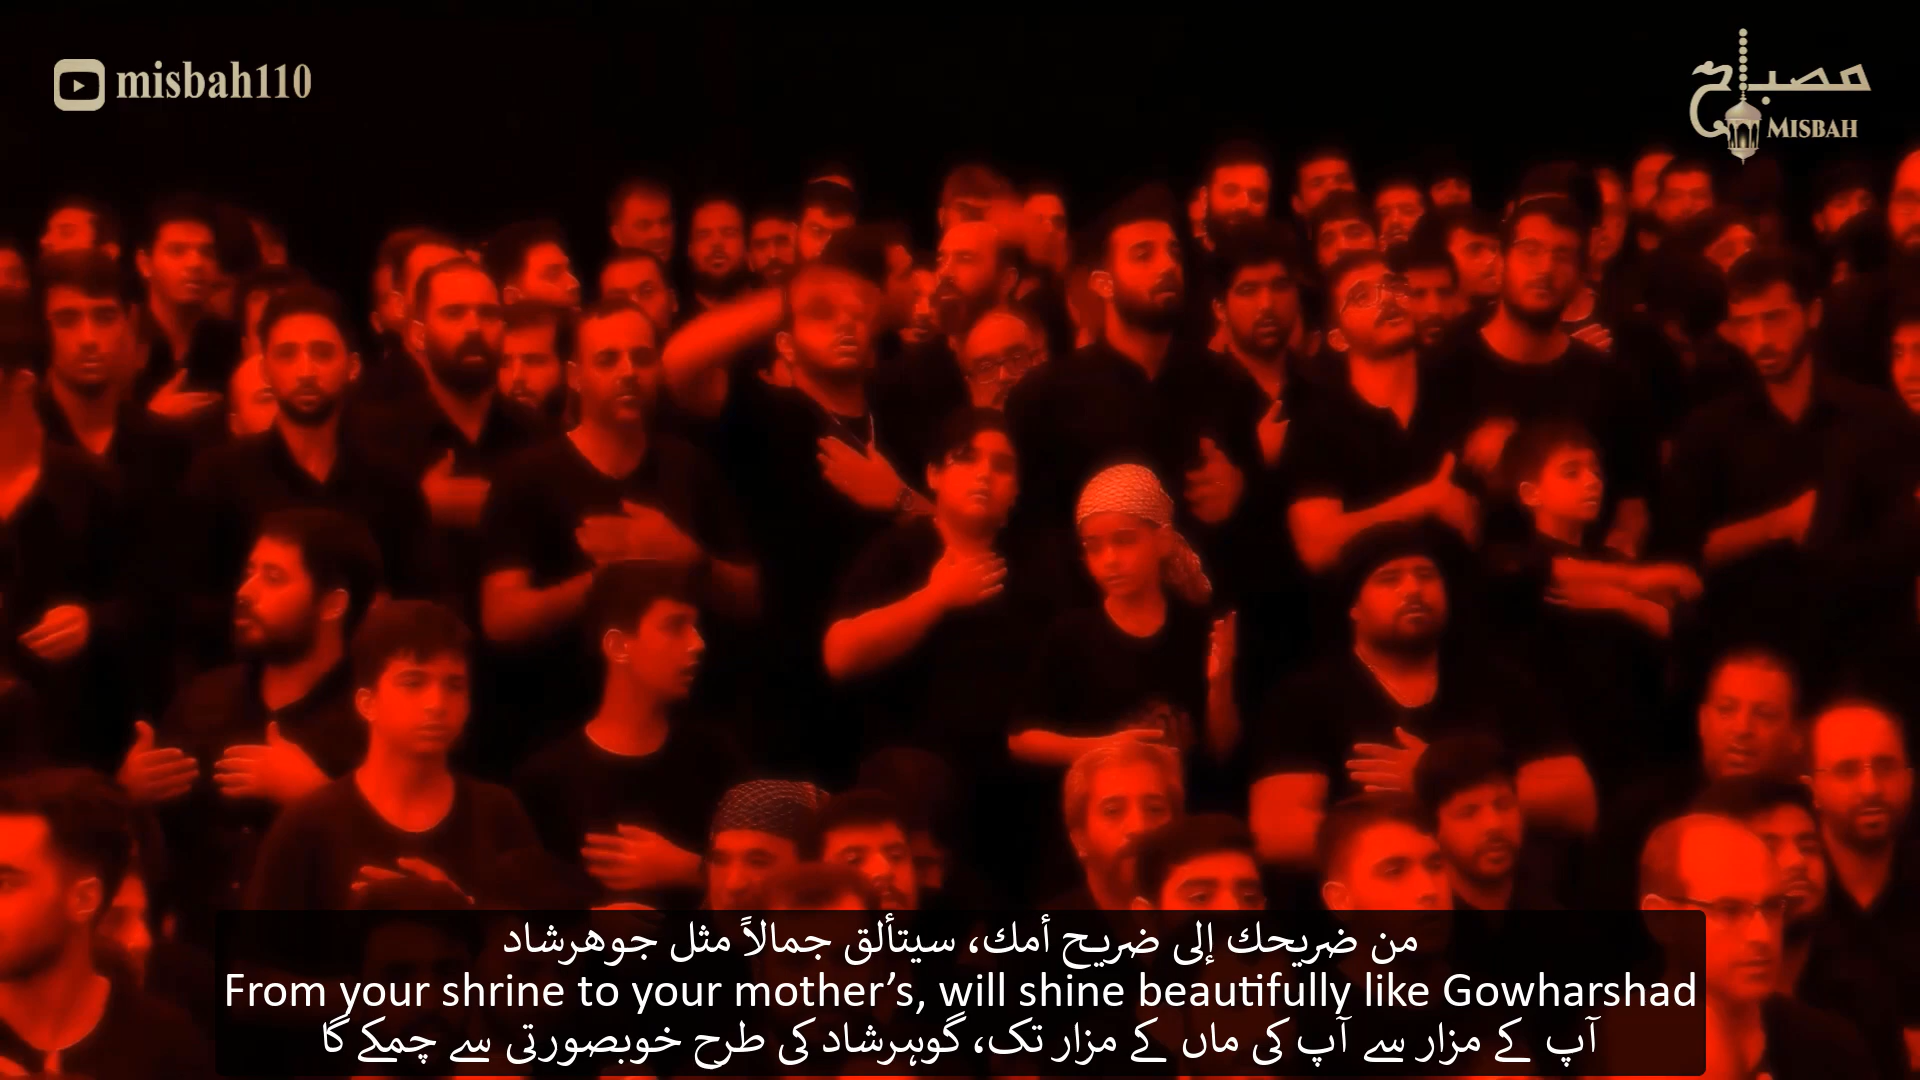 misbah110
مصباح
MISBAH
من ضريحك إلى ضريح أمك، سيتألق جمالاً مثل جوهرشاد
From your shrine to your mother’s, will shine beautifully like Gowharshad
آپ کے مزار سے آپ کی ماں کے مزار تک، گوہرشاد کی طرح خوبصورتی سے چمکے گا